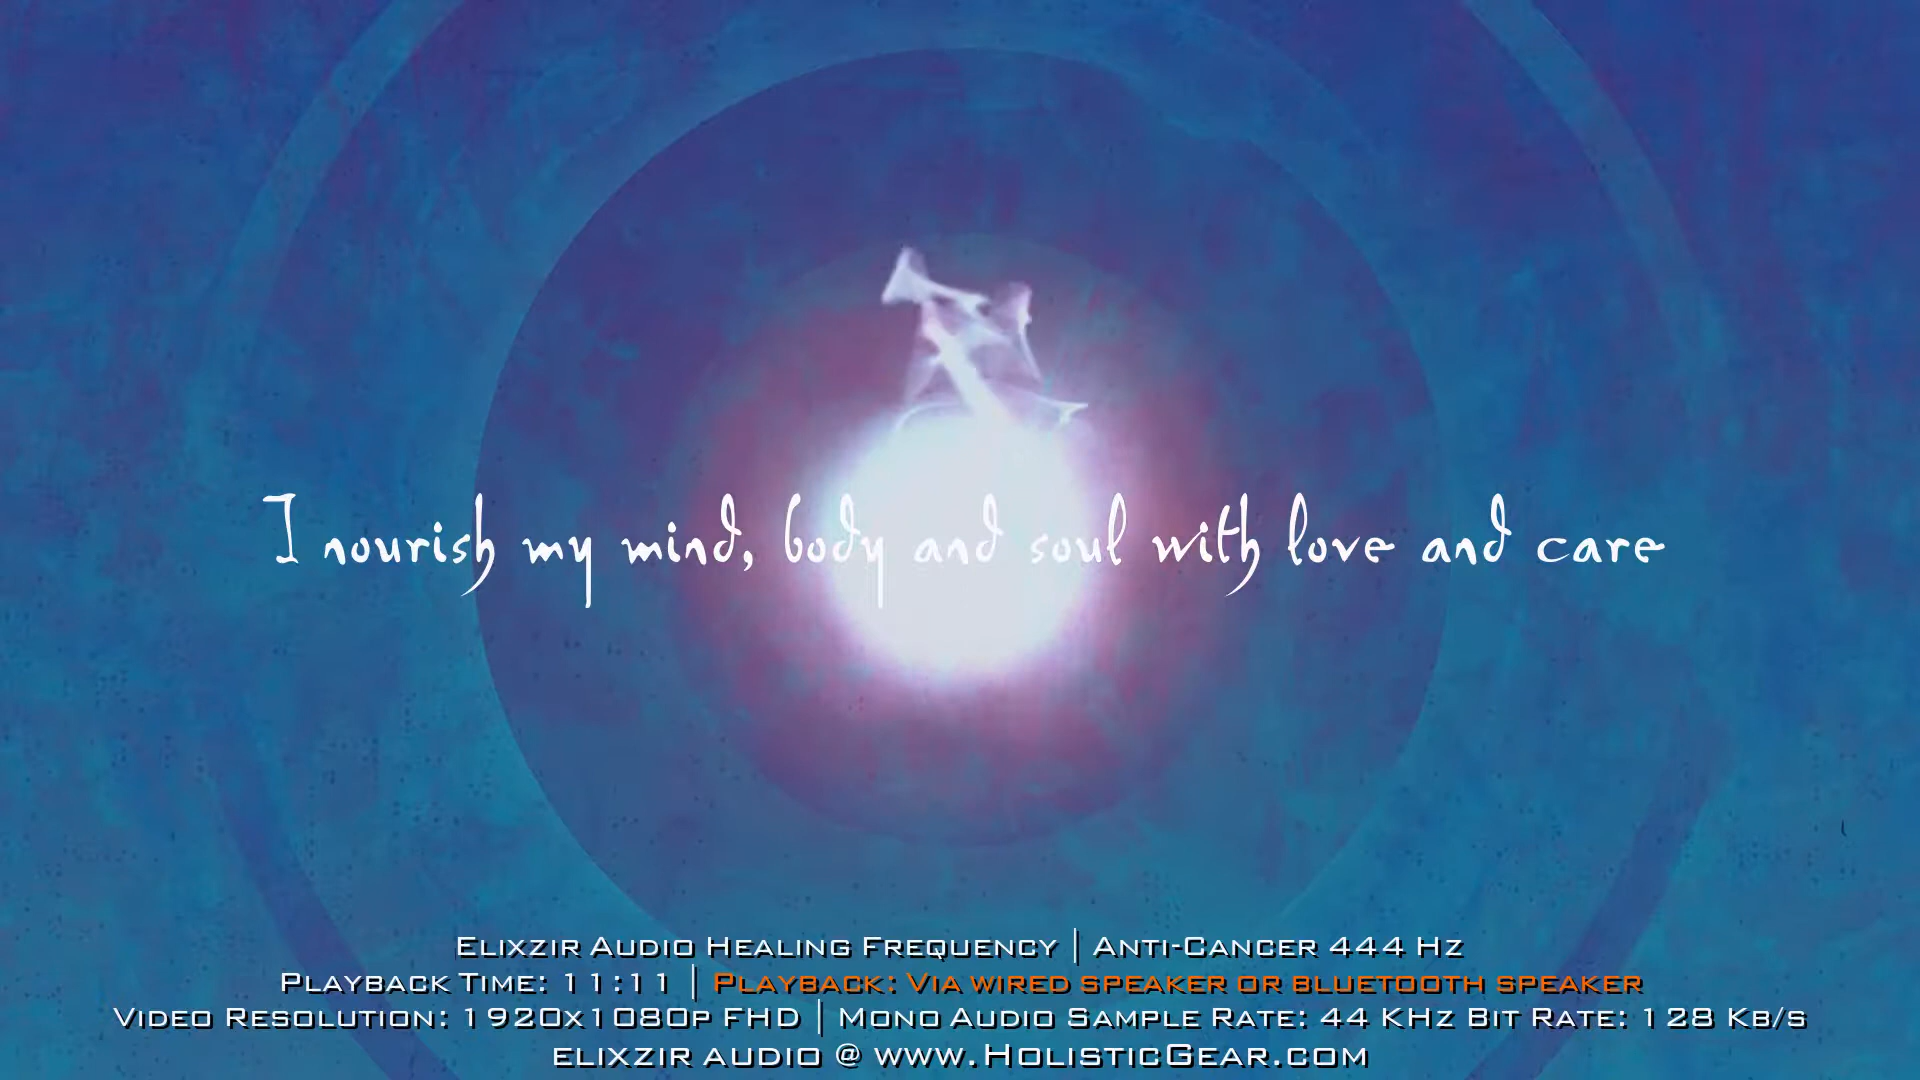 I nourish my mind, body and soul with love and care
Elixzir Audio Healing Frequency | Anti-Cancer 444 Hz
Playback Time: 11:11 | Playback: Via wired speaker or bluetooth speaker
Video Resolution: 1920x1080p FHD | Mono Audio Sample Rate: 44 KHz Bit Rate: 128 Kb/s
elixzir audio @ www.HolisticGear.com